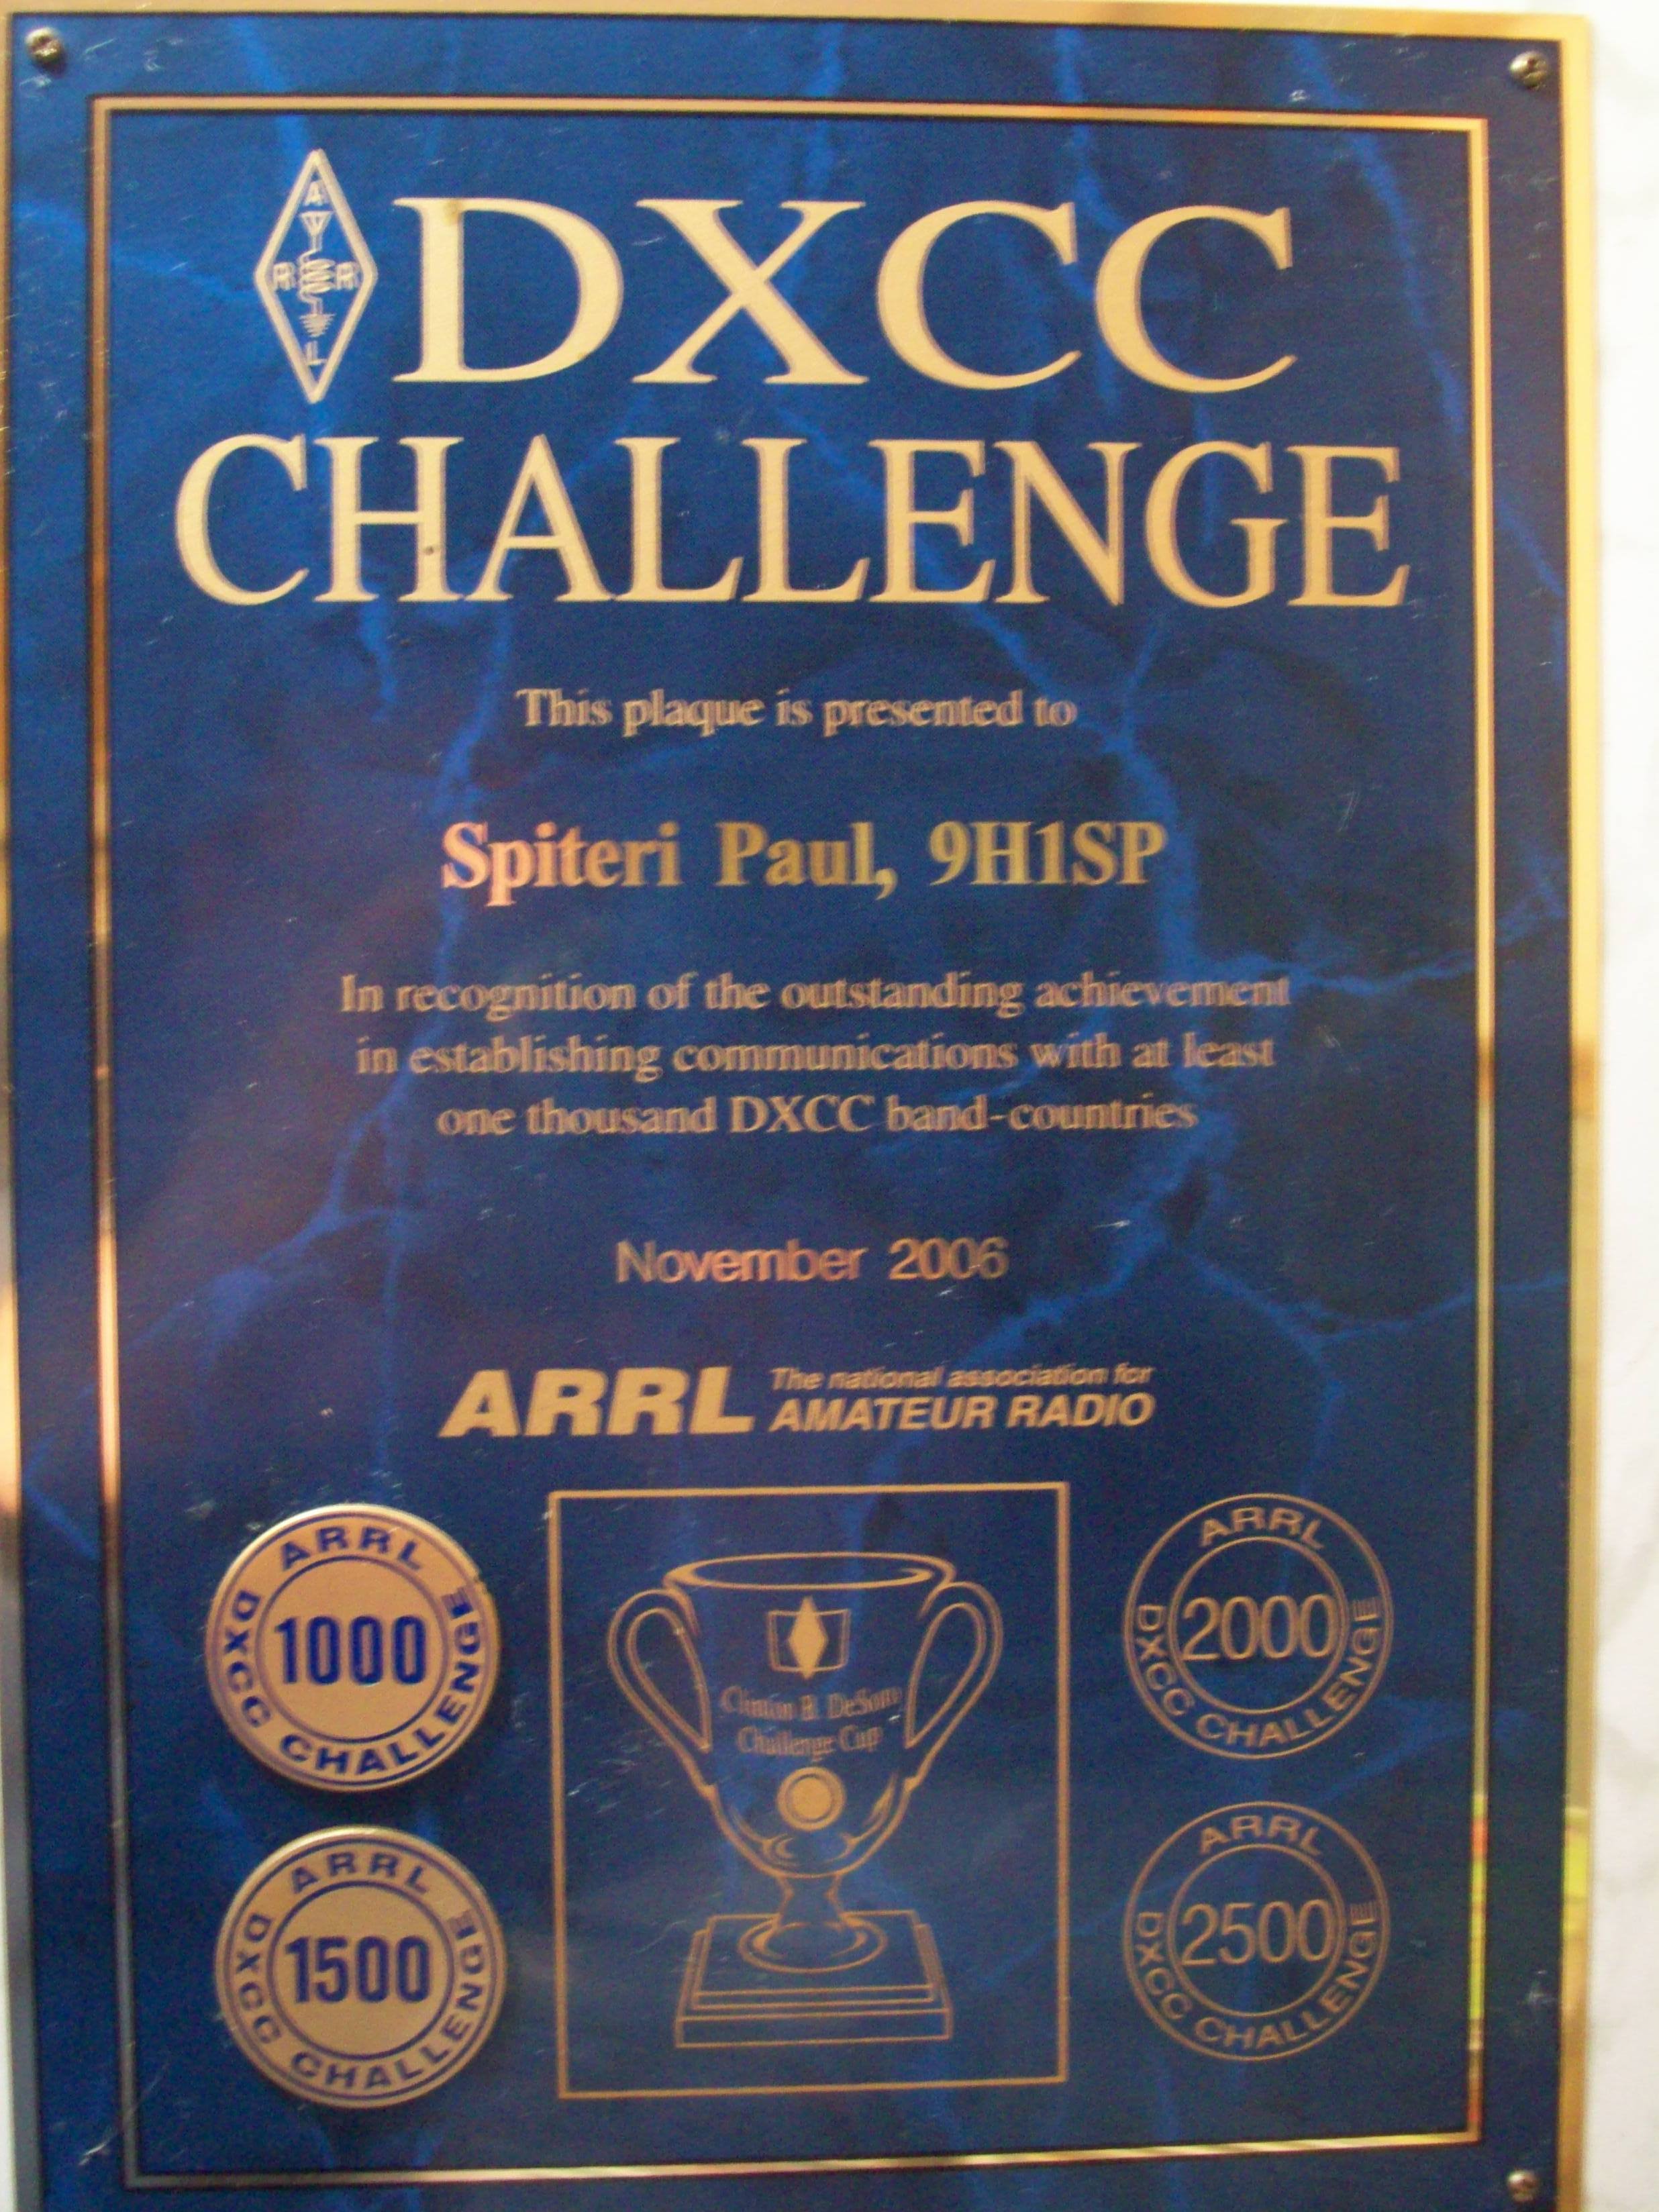 A
R R
L
DXCC
CHALLENGE
This plaque is presented to
Spiteri Paul, 9H1SP
In recognition of the outstanding achievement
in establishing communications with at least
one thousand DXCC band-countries
November 2006
ARRL The national association for
AMATEUR RADIO
ARRL
1000
DXCC CHALLENGE
ARRL
1500
DXCC CHALLENGE
Clinton B. DeSoto
Challenge Cup
ARRL
2000
DXCC CHALLENGE
ARRL
2500
DXCC CHALLENGE